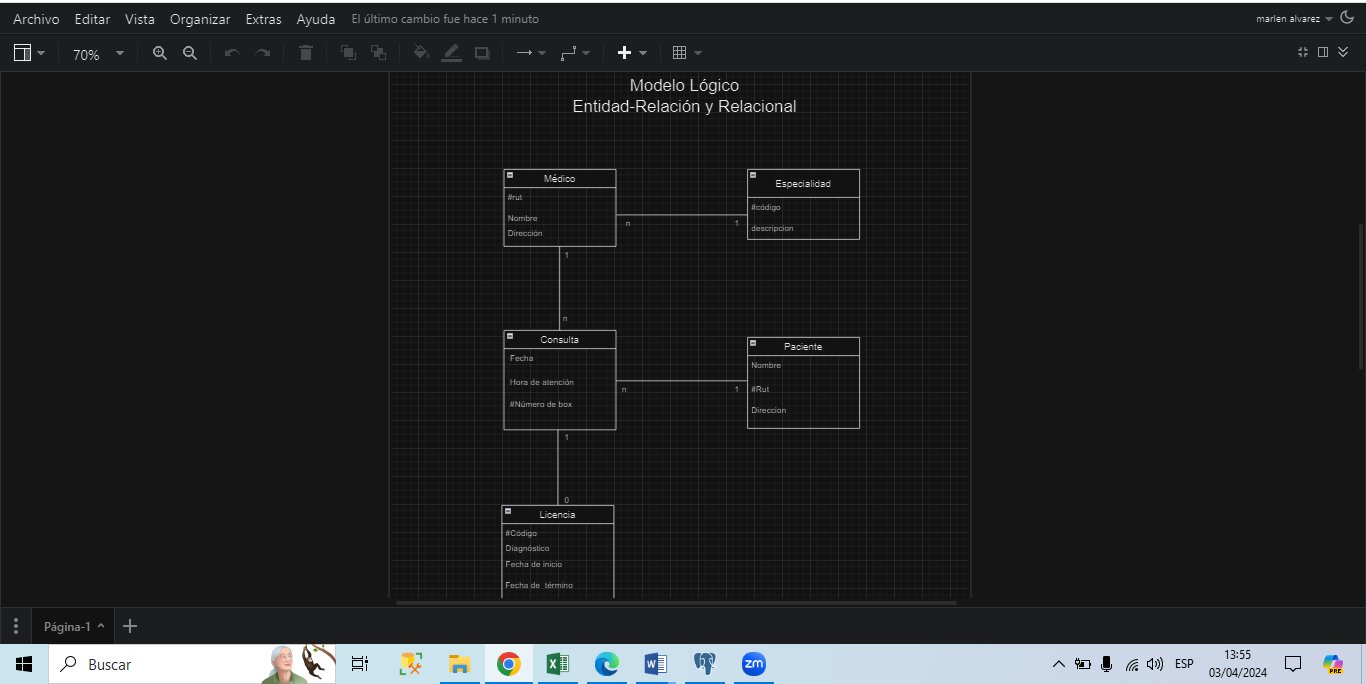 Archivo Editar Vista Organizar Extras Ayuda El último cambio fue hace 1 minuto marlen alvarez
70%
Modelo Lógico
Entidad-Relación y Relacional
Médico
#rut
Nombre
Dirección
n 1
Especialidad
#código
descripcion
1
n
Consulta
Fecha
Hora de atención
#Número de box
n 1
Paciente
Nombre
#Rut
Direccion
1
0
Licencia
#Código
Diagnóstico
Fecha de inicio
Fecha de término
Página-1
Buscar
zm
ESP
13:55
03/04/2024
PRE